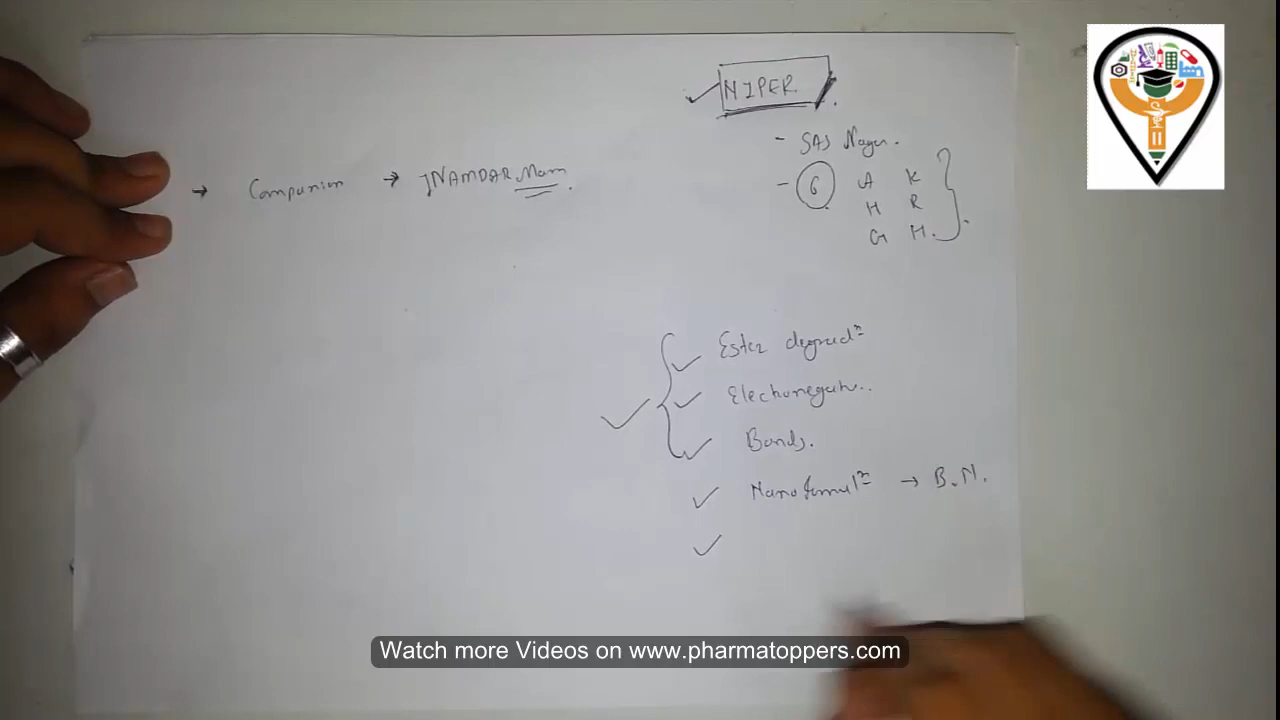 NIPER.
- SAS Nagar.
→ Companion → INAMDAR Mam.
- 6 A K
H R
G H.
Ester degradⁿ
Electronegativ..
Bonds.
Nano formulⁿ → B.N.
Watch more Videos on www.pharmatoppers.com